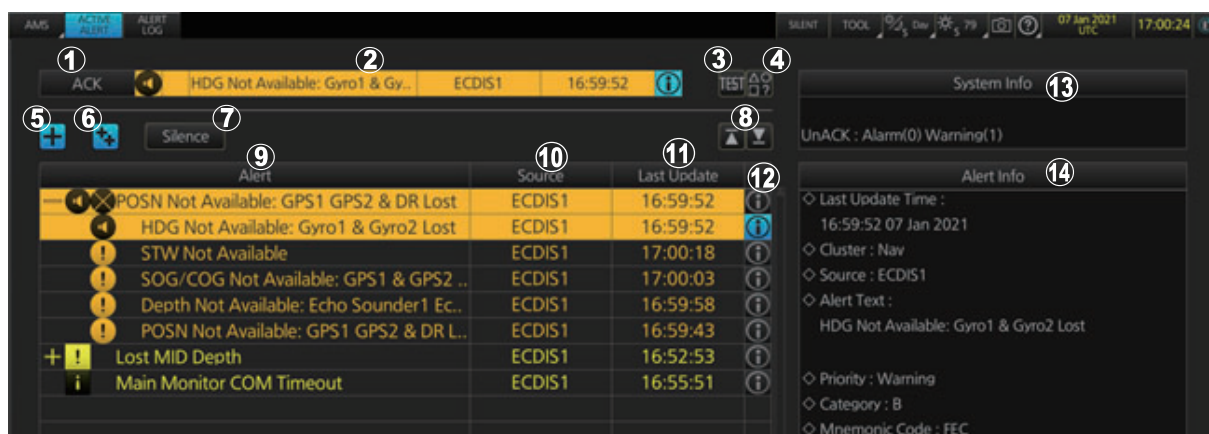 AMS ACTIVE ALERT ALERT LOG SILENT TOOL S Day S 79 ? 07 Jan 2021 UTC 17:00:24
1 2 3 4
ACK HDG Not Available: Gyro1 & Gy.. ECDIS1 16:59:52 TEST ? System Info 13
5 6 7 8
Silence UnACK : Alarm(0) Warning(1)
9 10 11 12
Alert Source Last Update Alert Info 14
POSN Not Available: GPS1 GPS2 & DR Lost ECDIS1 16:59:52 ◇ Last Update Time :
HDG Not Available: Gyro1 & Gyro2 Lost ECDIS1 16:59:52 16:59:52 07 Jan 2021
! STW Not Available ECDIS1 17:00:18 ◇ Cluster : Nav
! SOG/COG Not Available: GPS1 & GPS2 .. ECDIS1 17:00:03 ◇ Source : ECDIS1
! Depth Not Available: Echo Sounder1 Ec.. ECDIS1 16:59:58 ◇ Alert Text :
! POSN Not Available: GPS1 GPS2 & DR L.. ECDIS1 16:59:43 HDG Not Available: Gyro1 & Gyro2 Lost
+ ! Lost MID Depth ECDIS1 16:52:53
i Main Monitor COM Timeout ECDIS1 16:55:51 ◇ Priority : Warning
◇ Category : B
◇ Mnemonic Code : FEC